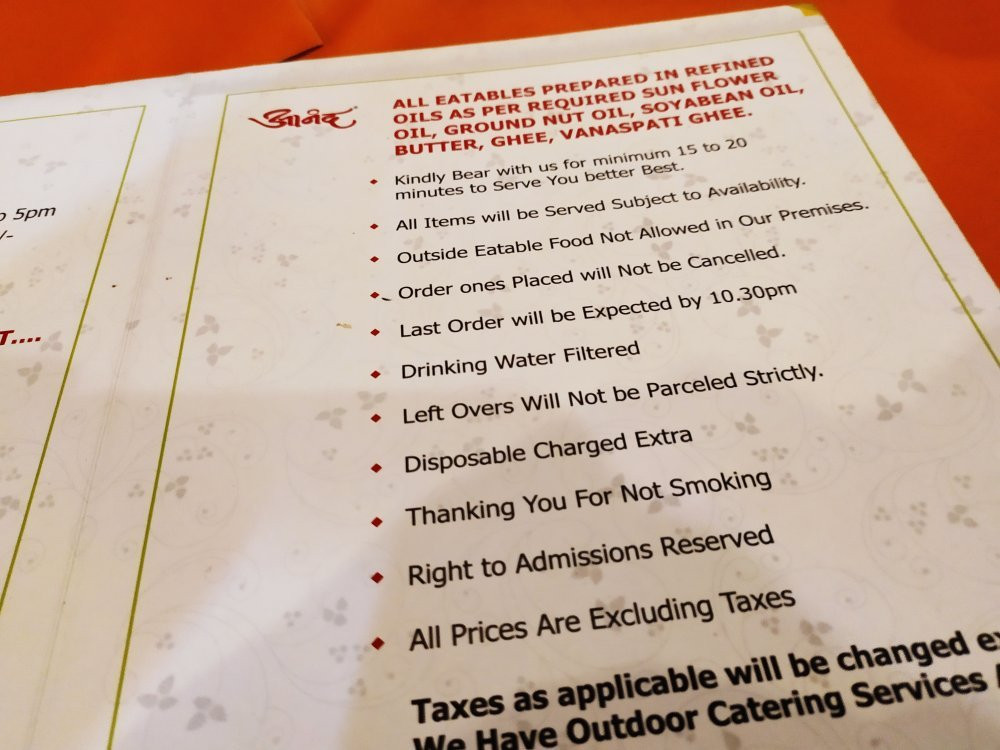 5pm
/-
T....
आनंद
ALL EATABLES PREPARED IN REFINED
OILS AS PER REQUIRED SUN FLOWER
OIL, GROUND NUT OIL, SOYABEAN OIL,
BUTTER, GHEE, VANASPATI GHEE.
Kindly Bear with us for minimum 15 to 20
minutes to Serve You better Best.
All Items will be Served Subject to Availability.
Outside Eatable Food Not Allowed in Our Premises.
Order ones Placed will Not be Cancelled.
Last Order will be Expected by 10.30pm
Drinking Water Filtered
Left Overs Will Not be Parceled Strictly.
Disposable Charged Extra
Thanking You For Not Smoking
Right to Admissions Reserved
All Prices Are Excluding Taxes
Taxes as applicable will be changed
We Have Outdoor Catering Services